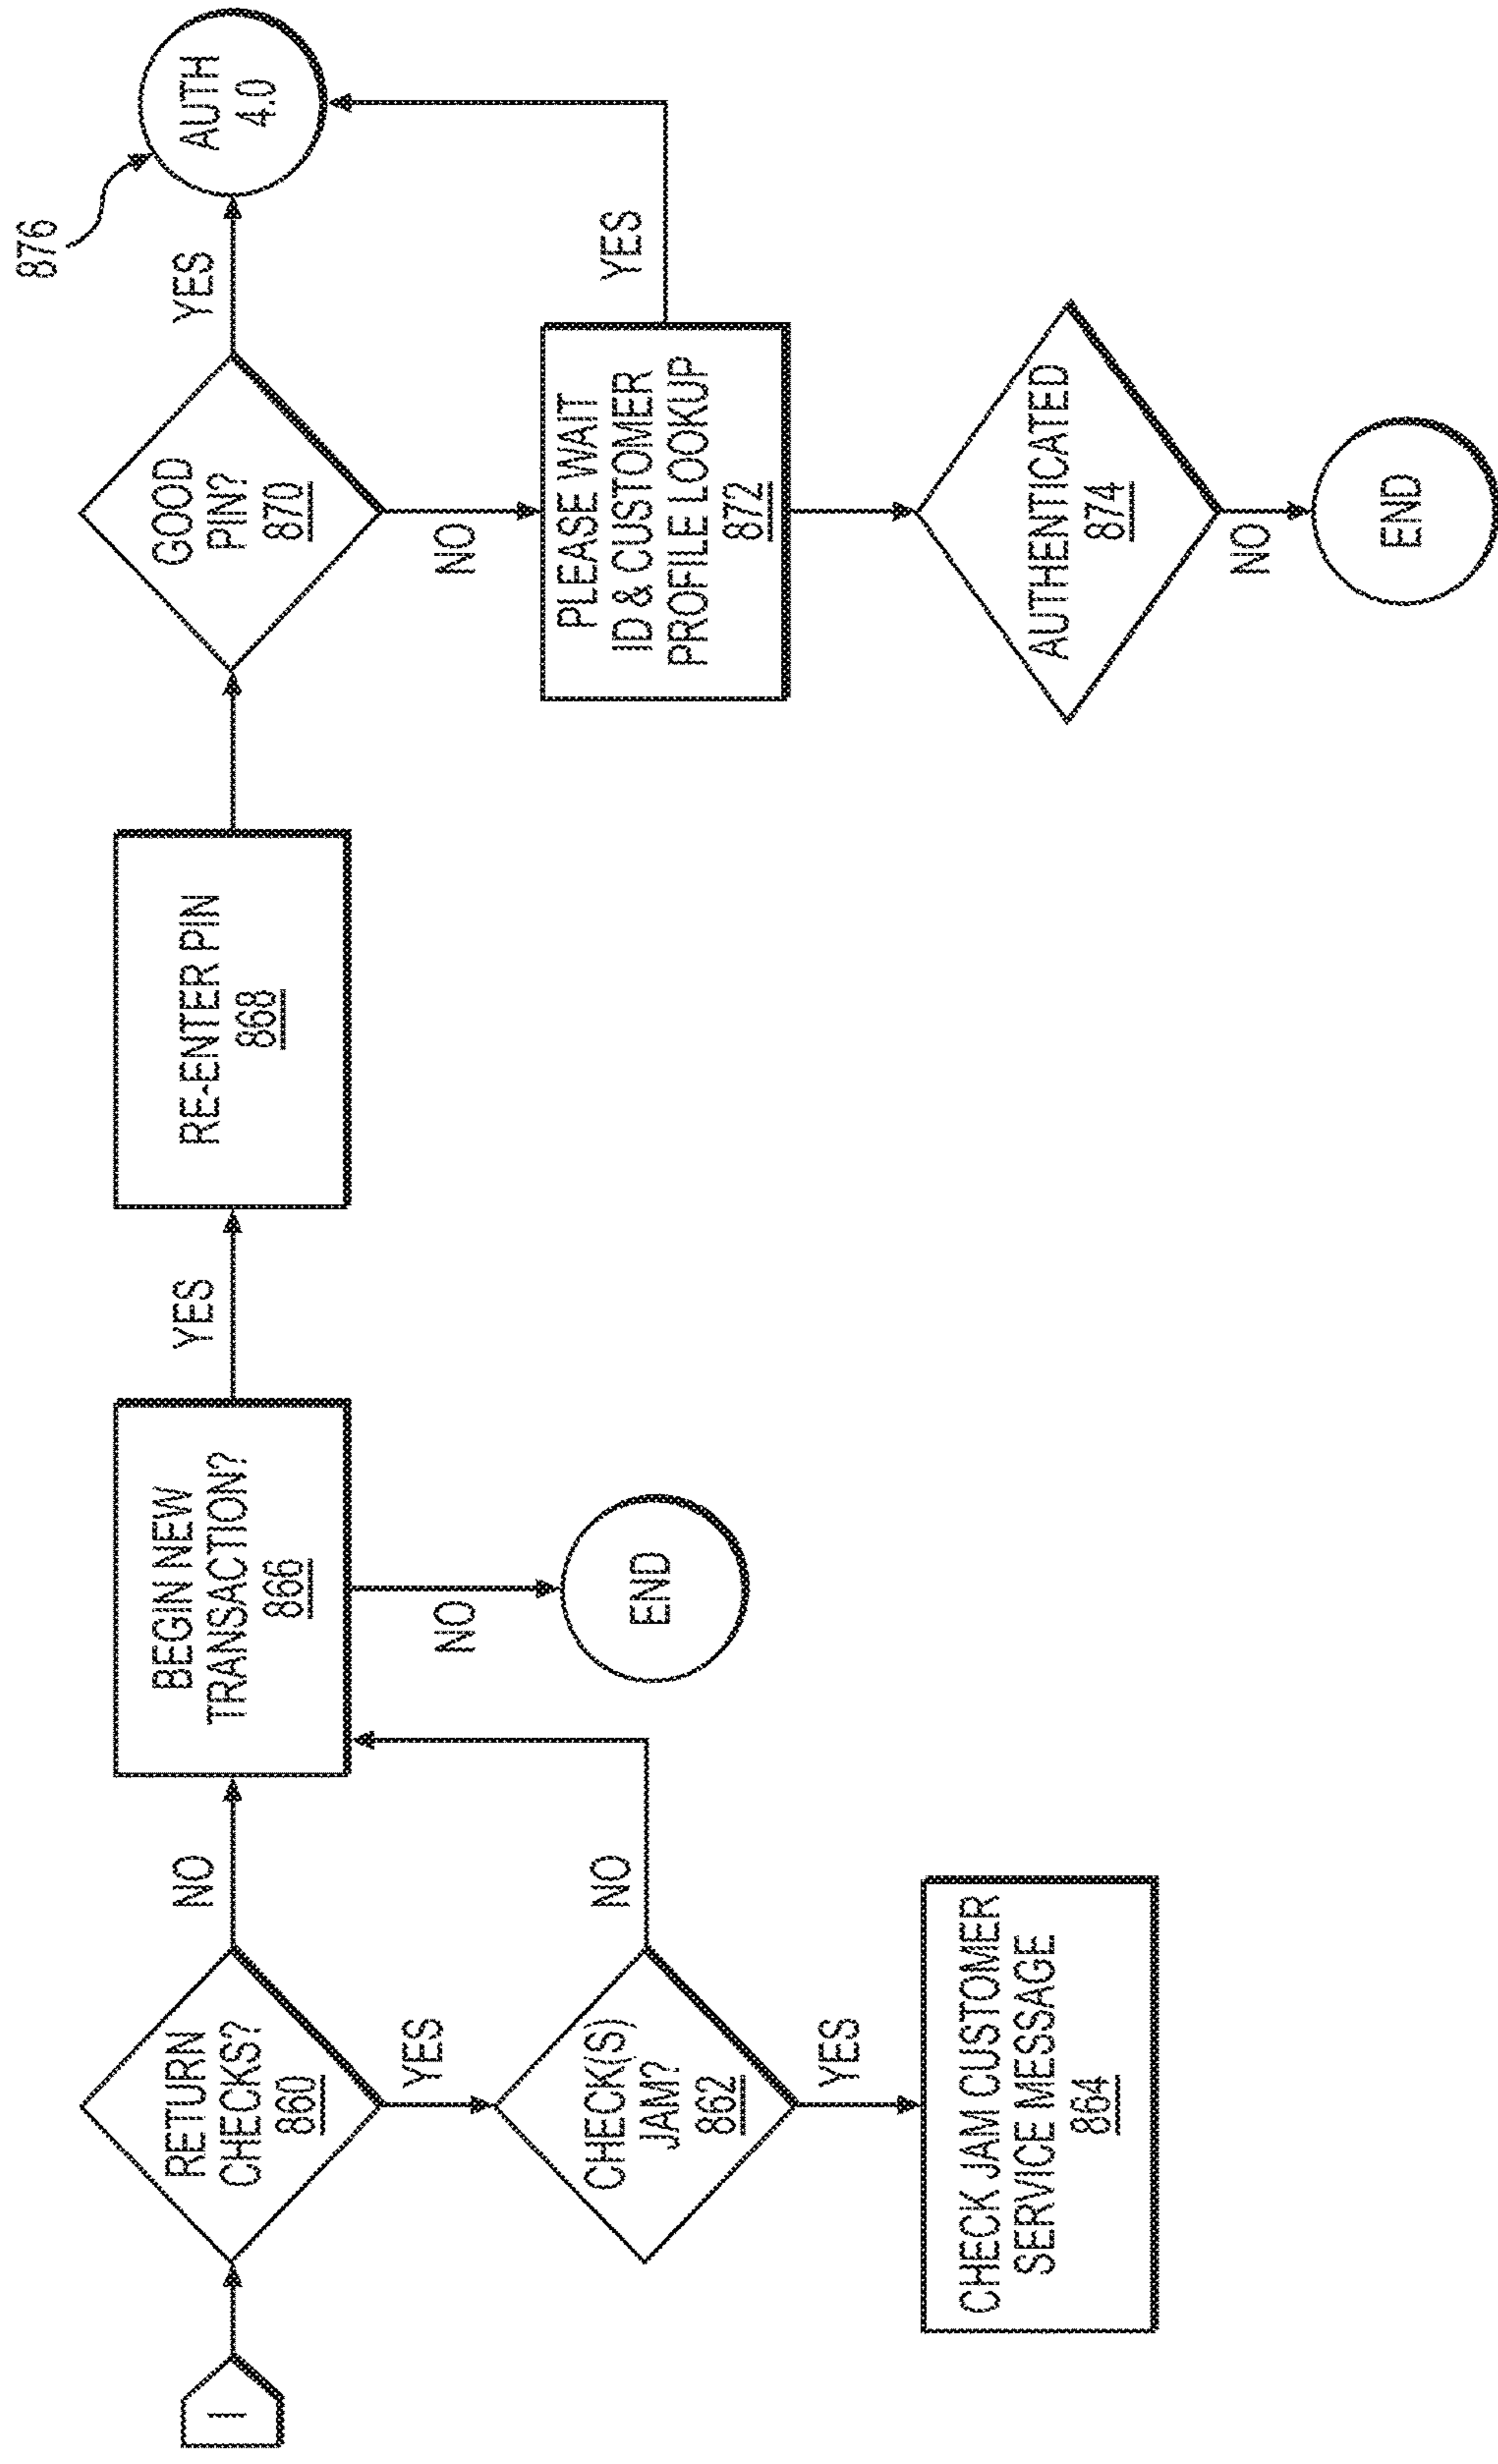 I
RETURN
CHECKS?
860
NO
YES
CHECK(S)
JAM?
862
NO
YES
CHECK JAM CUSTOMER
SERVICE MESSAGE
864
BEGIN NEW
TRANSACTION?
866
NO
END
YES
RE-ENTER PIN
868
GOOD
PIN?
870
YES
NO
AUTH
4.0
876
PLEASE WAIT
ID & CUSTOMER
PROFILE LOOKUP
872
YES
AUTHENTICATED
874
NO
END